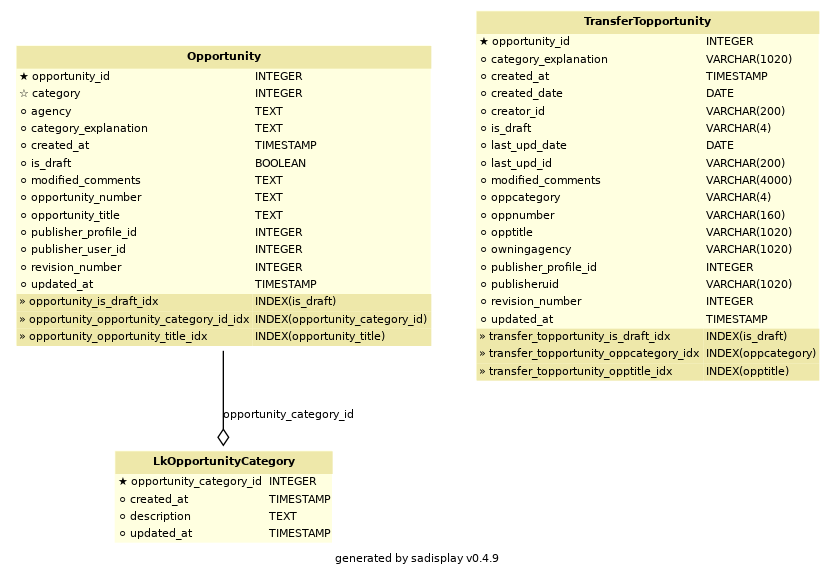 Opportunity
★ opportunity_id INTEGER
☆ category INTEGER
⚪ agency TEXT
⚪ category_explanation TEXT
⚪ created_at TIMESTAMP
⚪ is_draft BOOLEAN
⚪ modified_comments TEXT
⚪ opportunity_number TEXT
⚪ opportunity_title TEXT
⚪ publisher_profile_id INTEGER
⚪ publisher_user_id INTEGER
⚪ revision_number INTEGER
⚪ updated_at TIMESTAMP
» opportunity_is_draft_idx INDEX(is_draft)
» opportunity_opportunity_category_id_idx INDEX(opportunity_category_id)
» opportunity_opportunity_title_idx INDEX(opportunity_title)
TransferTopportunity
★ opportunity_id INTEGER
⚪ category_explanation VARCHAR(1020)
⚪ created_at TIMESTAMP
⚪ created_date DATE
⚪ creator_id VARCHAR(200)
⚪ is_draft VARCHAR(4)
⚪ last_upd_date DATE
⚪ last_upd_id VARCHAR(200)
⚪ modified_comments VARCHAR(4000)
⚪ oppcategory VARCHAR(4)
⚪ oppnumber VARCHAR(160)
⚪ opptitle VARCHAR(1020)
⚪ owningagency VARCHAR(1020)
⚪ publisher_profile_id INTEGER
⚪ publisheruid VARCHAR(1020)
⚪ revision_number INTEGER
⚪ updated_at TIMESTAMP
» transfer_topportunity_is_draft_idx INDEX(is_draft)
» transfer_topportunity_oppcategory_idx INDEX(oppcategory)
» transfer_topportunity_opptitle_idx INDEX(opptitle)
opportunity_category_id
LkOpportunityCategory
★ opportunity_category_id INTEGER
⚪ created_at TIMESTAMP
⚪ description TEXT
⚪ updated_at TIMESTAMP
generated by sadisplay v0.4.9